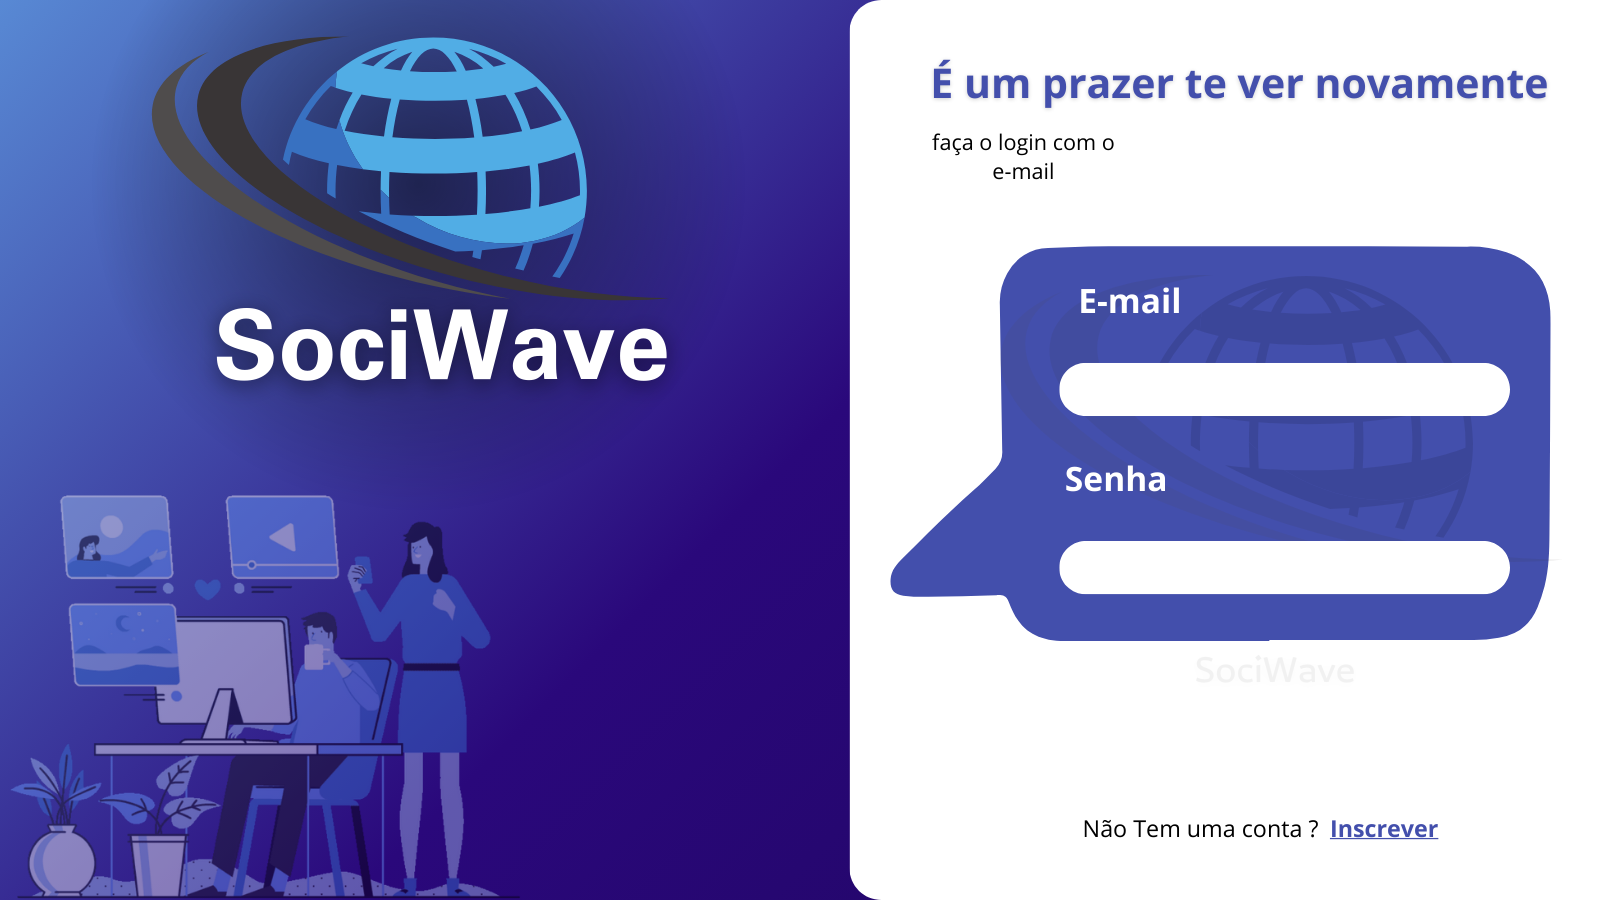 SociWave
É um prazer te ver novamente
faça o login com o
e-mail
E-mail
Senha
SociWave
Não Tem uma conta ? Inscrever